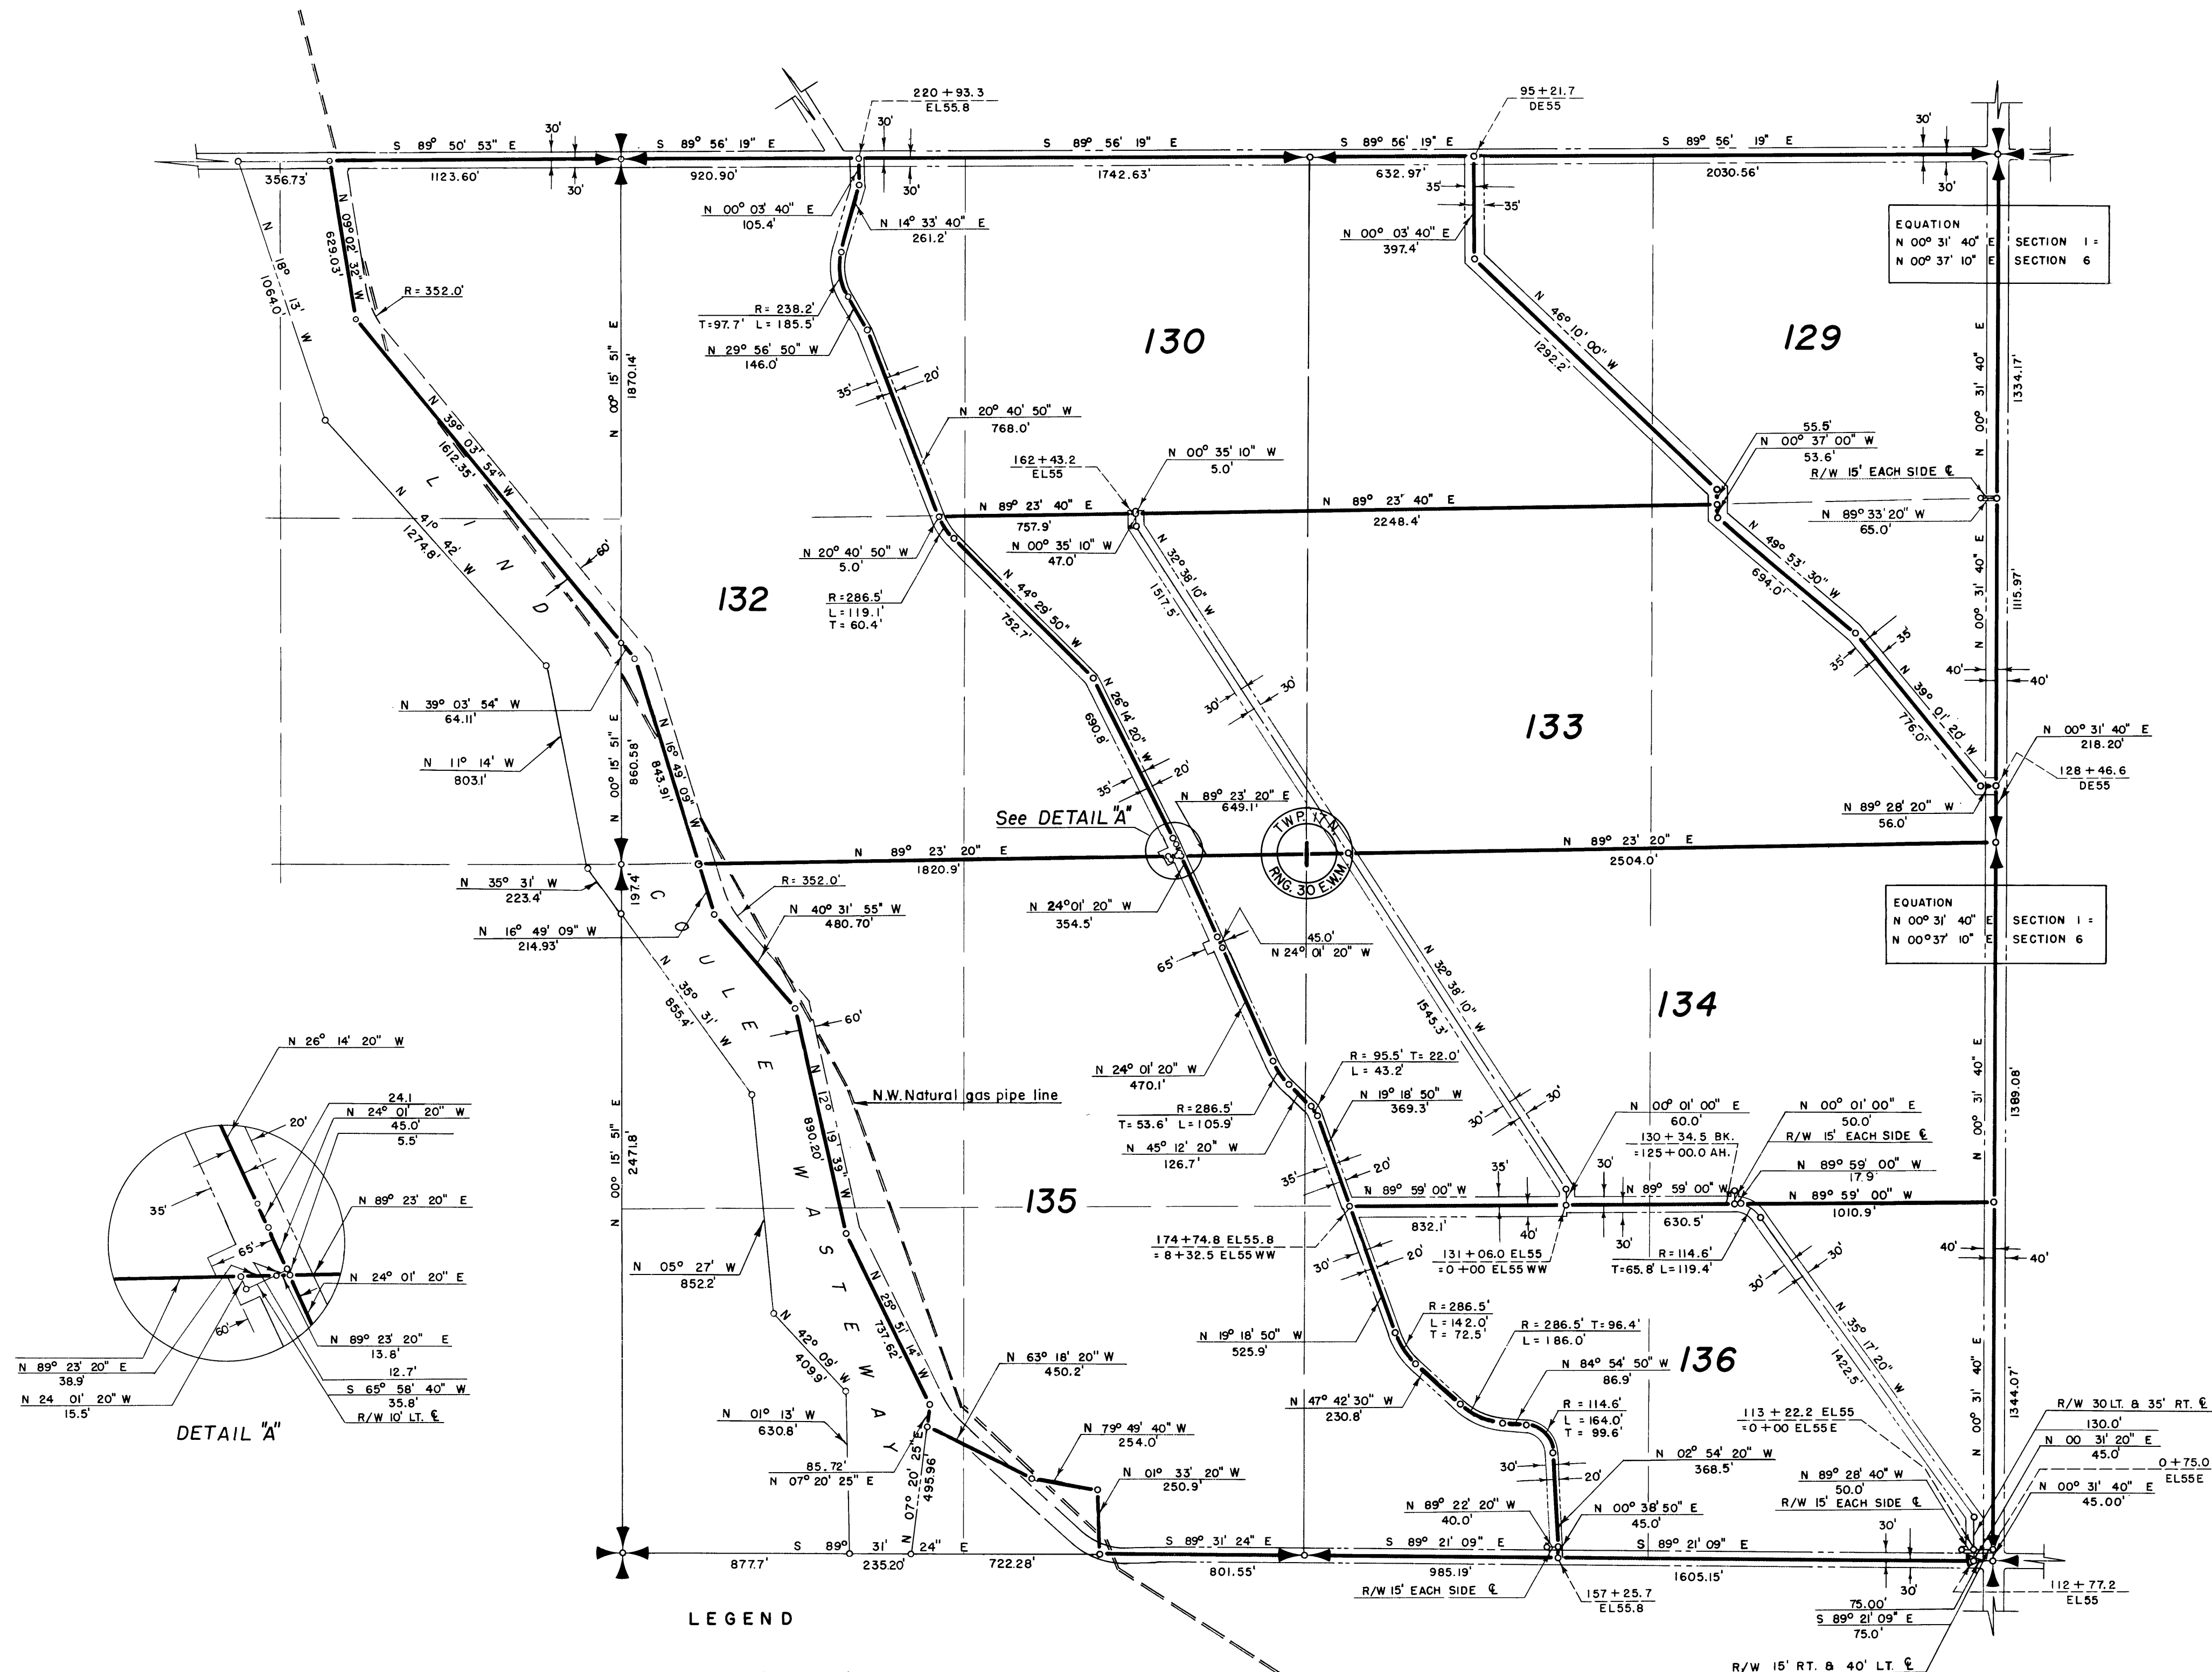 220 + 93.3
EL55.8
95 + 21.7
DE55
S 89° 50' 53" E
1123.60'
356.73'
30'
30'
S 89° 56' 19" E
920.90'
30'
30'
S 89° 56' 19" E
1742.63'
S 89° 56' 19" E
632.97'
S 89° 56' 19" E
2030.56'
30'
30'
35'
35'
N 00° 03' 40" E
105.4'
N 14° 33' 40" E
261.2'
N 00° 03' 40" E
397.4'
EQUATION
N 00° 31' 40" E SECTION 1 =
N 00° 37' 10" E SECTION 6
N 09° 02' 32" W
629.03'
N 18° 13' W
1064.0'
R = 352.0'
N 00° 15' 51" E
1870.14'
R = 238.2'
T=97.7' L = 185.5'
N 29° 56' 50" W
146.0'
130
129
N 46° 10' 00" W
1292.2'
N 00° 31' 40" E
1334.17'
35'
20'
N 20° 40' 50" W
768.0'
55.5'
N 00° 37' 00" W
53.6'
R/W 15' EACH SIDE ℄
N 39° 03' 54" W
1612.35'
162 + 43.2
EL55
N 00° 35' 10" W
5.0'
N 89° 23' 40" E
757.9'
N 89° 23' 40" E
2248.4'
N 89° 33' 20" W
65.0'
N 41° 42' W
1274.8'
60'
N 20° 40' 50" W
5.0'
N 00° 35' 10" W
47.0'
132
R = 286.5'
L = 119.1'
T = 60.4'
N 44° 29' 50" W
752.7'
N 32° 38' 10" W
1517.5'
N 49° 53' 30" W
694.0'
N 00° 31' 40" E
1115.97'
35'
35'
40'
40'
LIND COULEE WASTEWAY
N 39° 03' 54" W
64.11'
30'
30'
133
N 39° 01' 20" W
776.0'
N 00° 31' 40" E
218.20'
N 11° 14' W
803.1'
N 00° 15' 51" E
860.58'
N 16° 49' 09" W
843.91'
N 26° 14' 20" W
690.8'
35'
20'
128 + 46.6
DE55
N 89° 28' 20" W
56.0'
See DETAIL "A"
N 89° 23' 20" E
649.1'
TWP. 17 N.
RNG. 30 E.W.M.
N 89° 23' 20" E
1820.9'
N 89° 23' 20" E
2504.0'
N 35° 31' W
223.4'
197.4'
R = 352.0'
N 40° 31' 55" W
480.70'
N 24° 01' 20" W
354.5'
EQUATION
N 00° 31' 40" E SECTION 1 =
N 00° 37' 10" E SECTION 6
N 16° 49' 09" W
214.93'
45.0'
N 24° 01' 20" W
65'
N 35° 31' W
855.4'
N 32° 38' 10" W
1545.3'
134
60'
N.W. Natural gas pipe line
N 24° 01' 20" W
470.1'
R = 95.5' T = 22.0'
L = 43.2'
N 19° 18' 50" W
369.3'
R = 286.5'
T = 53.6' L = 105.9'
N 45° 12' 20" W
126.7'
30'
30'
N 00° 01' 00" E
60.0'
N 00° 01' 00" E
50.0'
130 + 34.5 BK.
=125 + 00.0 AH.
R/W 15' EACH SIDE ℄
N 89° 59' 00" W
17.9
N 00° 31' 40" E
1389.08'
N 00° 15' 51" E
2471.8'
N 12° 19' 39" W
890.20'
135
35'
20'
N 89° 59' 00" W
832.1'
35'
40'
30'
30'
N 89° 59' 00" W
630.5'
N 89° 59' 00" W
1010.9'
174 + 74.8 EL55.8
= 8 + 32.5 EL55 WW
131 + 06.0 EL55
=0 + 00 EL55 WW
R = 114.6'
T=65.8' L=119.4'
40'
40'
30'
20'
30'
30'
N 05° 27' W
852.2'
N 25° 51' 14" W
737.62'
N 19° 18' 50" W
525.9'
R = 286.5'
L = 142.0'
T = 72.5'
R = 286.5' T = 96.4'
L = 186.0'
N 84° 54' 50" W
86.9'
136
N 35° 17' 20" W
1422.5'
N 00° 31' 40" E
1344.07'
N 42° 09' W
409.9'
N 63° 18' 20" W
450.2'
N 47° 42' 30" W
230.8'
R = 114.6'
L = 164.0'
T = 99.6'
N 01° 13' W
630.8'
N 79° 49' 40" W
254.0'
N 01° 33' 20" W
250.9'
85.72'
N 07° 20' 25" E
N 07° 20' 25" E
495.96'
30'
20'
N 02° 54' 20" W
368.5'
N 89° 22' 20" W
40.0'
N 00° 38' 50" E
45.0'
113 + 22.2 EL55
=0 + 00 EL55E
N 89° 28' 40" W
50.0'
R/W 15' EACH SIDE ℄
R/W 30 LT. & 35' RT. ℄
130.0'
N 00 31' 20" E
45.0'
0 + 75.0
EL55E
N 00° 31' 40" E
45.00'
S 89° 31' 24" E
877.7'
235.20'
722.28'
S 89° 31' 24" E
801.55'
S 89° 21' 09" E
985.19'
S 89° 21' 09" E
1605.15'
30'
30'
R/W 15' EACH SIDE ℄
157 + 25.7
EL55.8
112 + 77.2
EL55
75.00'
S 89° 21' 09" E
75.0'
R/W 15' RT. & 40' LT. ℄
N 26° 14' 20" W
24.1
N 24° 01' 20" W
45.0'
5.5'
20'
35'
N 89° 23' 20" E
65'
N 24° 01' 20" E
60'
N 89° 23' 20" E
13.8'
N 89° 23' 20" E
38.9'
12.7'
S 65° 58' 40" W
35.8'
N 24 01' 20" W
15.5'
R/W 10' LT. ℄
DETAIL "A"
LEGEND